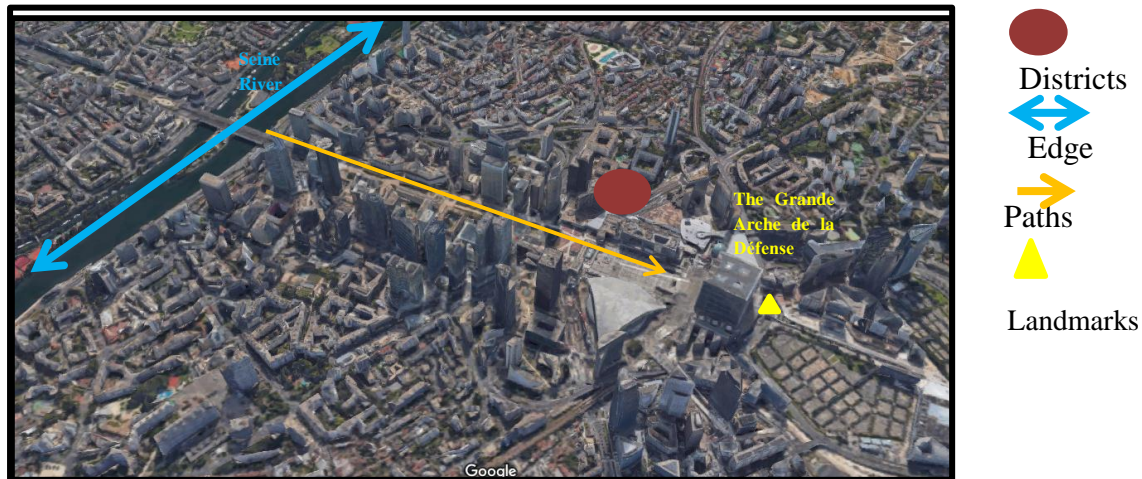 Seine
River
The Grande
Arche de la
Défense
Google
Districts
Edge
Paths
Landmarks